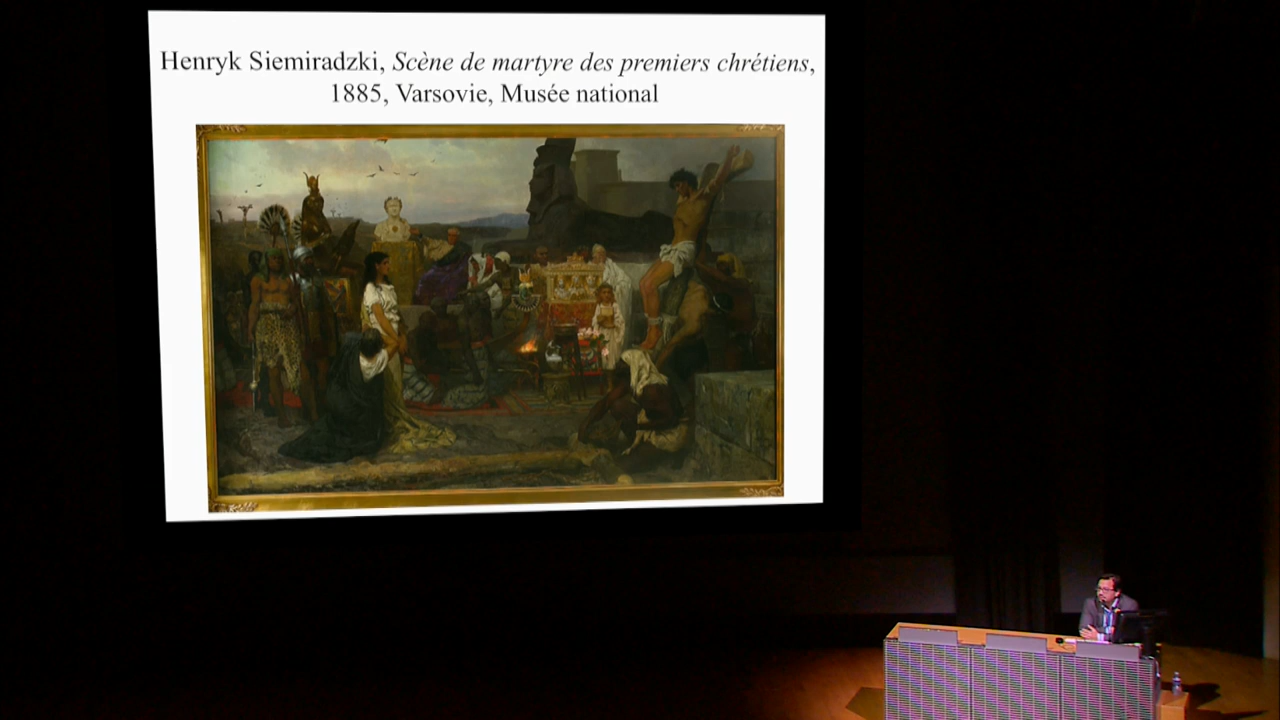 Henryk Siemiradzki, Scène de martyre des premiers chrétiens,
1885, Varsovie, Musée national